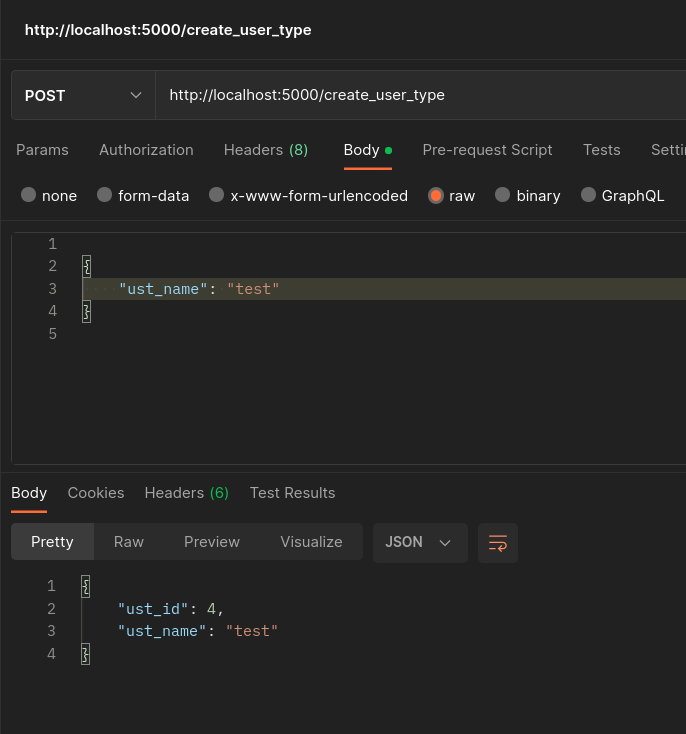 http://localhost:5000/create_user_type
POST http://localhost:5000/create_user_type
Params Authorization Headers (8) Body Pre-request Script Tests Setti
none form-data x-www-form-urlencoded raw binary GraphQL
1
2 {
3 "ust_name": "test"
4 }
5
Body Cookies Headers (6) Test Results
Pretty Raw Preview Visualize JSON
1 {
2 "ust_id": 4,
3 "ust_name": "test"
4 }